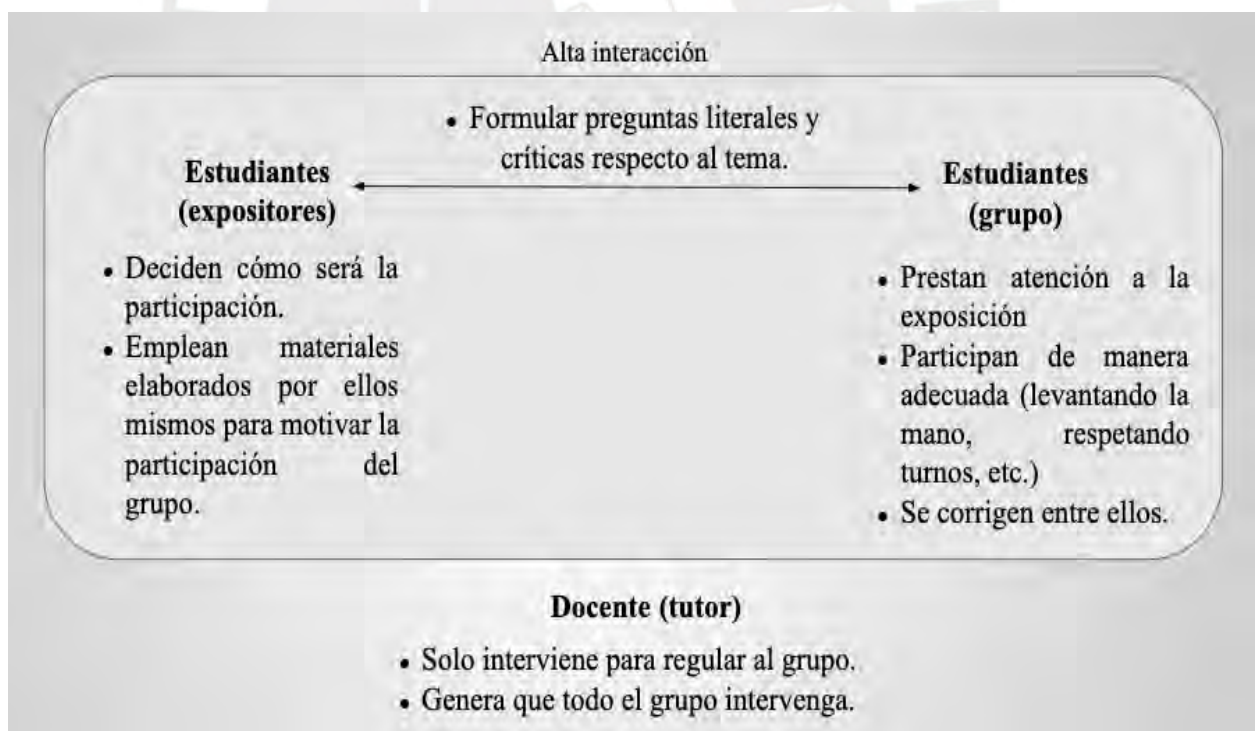 Alta interacción
• Formular preguntas literales y
críticas respecto al tema.
Estudiantes
(expositores)
• Deciden cómo será la
participación.
• Emplean materiales
elaborados por ellos
mismos para motivar la
participación del
grupo.
Estudiantes
(grupo)
• Prestan atención a la
exposición
• Participan de manera
adecuada (levantando la
mano, respetando
turnos, etc.)
• Se corrigen entre ellos.
Docente (tutor)
• Solo interviene para regular al grupo.
• Genera que todo el grupo intervenga.